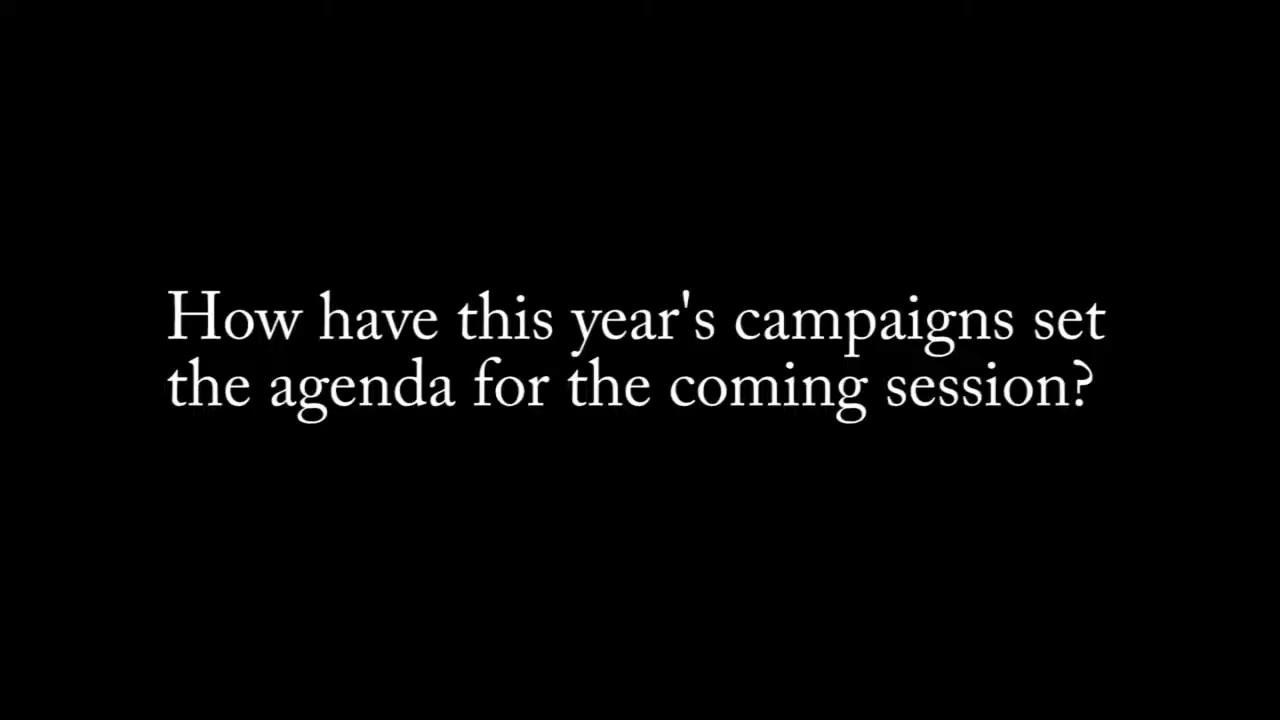 How have this year's campaigns set
the agenda for the coming session?